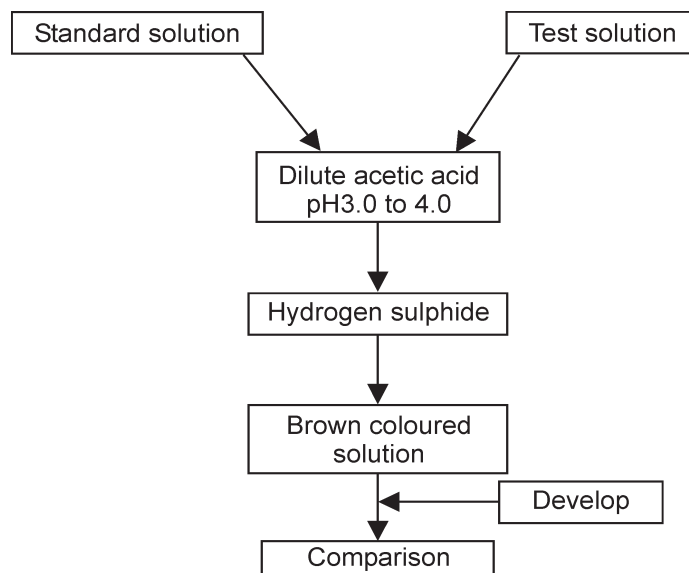 Standard solution
Test solution
Dilute acetic acid
pH3.0 to 4.0
Hydrogen sulphide
Brown coloured
solution
Develop
Comparison